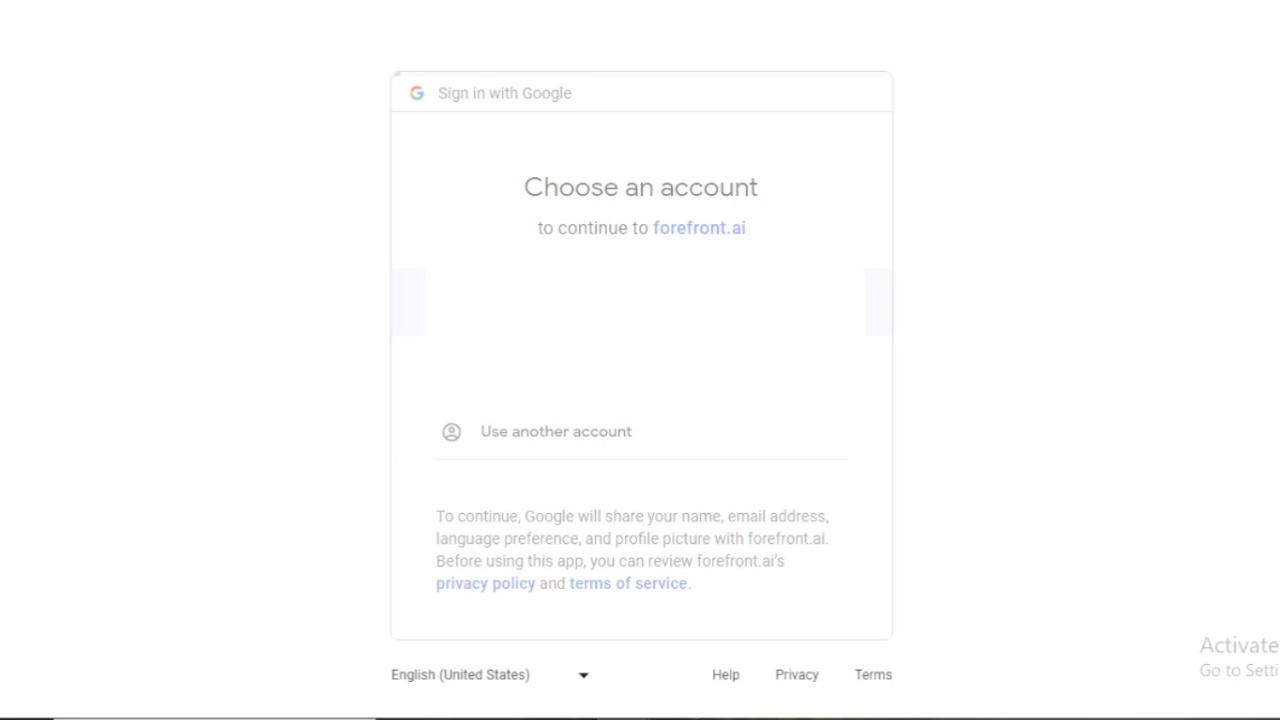 Sign in with Google
Choose an account
to continue to forefront.ai
Use another account
To continue, Google will share your name, email address,
language preference, and profile picture with forefront.ai.
Before using this app, you can review forefront.ai's
privacy policy and terms of service.
English (United States)
Help
Privacy
Terms
Activate
Go to Setti